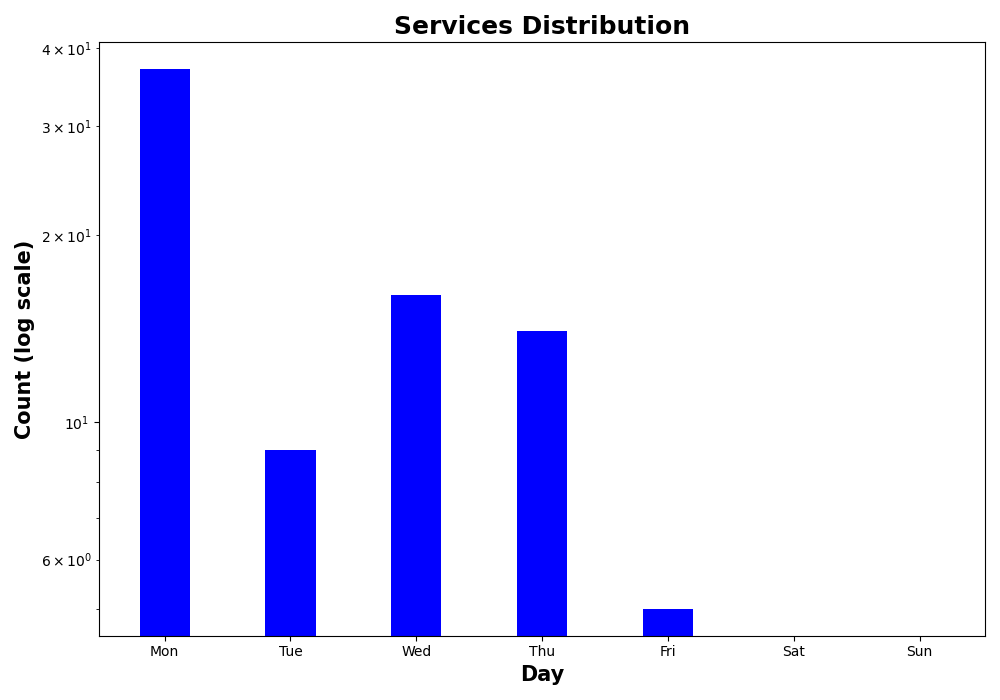 Services Distribution
Count (log scale)
4 × 10¹
3 × 10¹
2 × 10¹
10¹
6 × 10⁰
Mon Tue Wed Thu Fri Sat Sun
Day